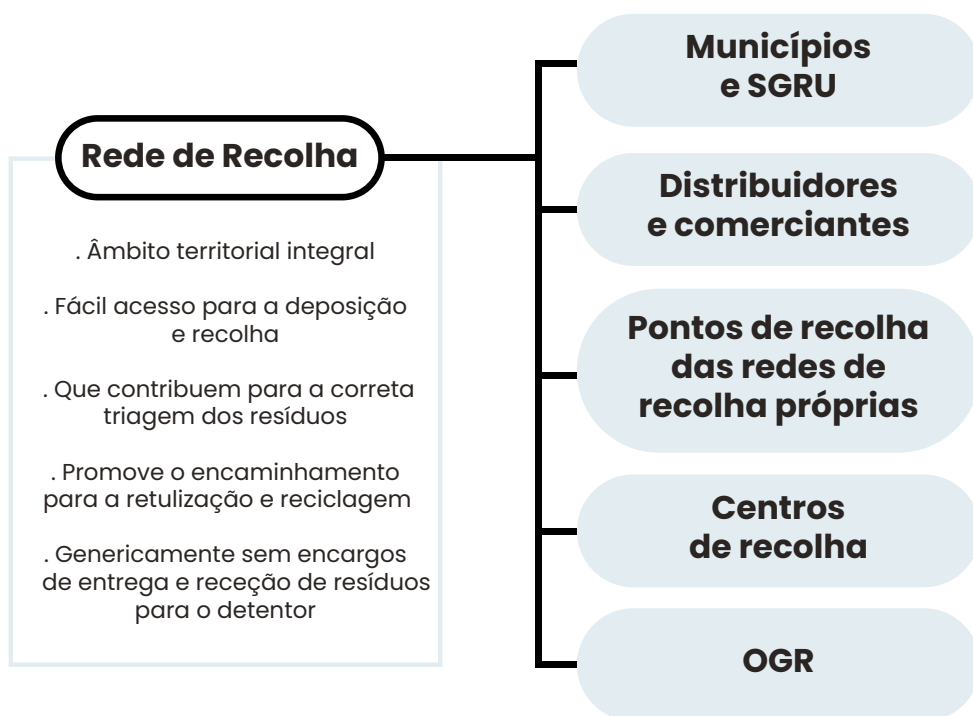 Rede de Recolha
. Âmbito territorial integral
. Fácil acesso para a deposição
e recolha
. Que contribuem para a correta
triagem dos resíduos
. Promove o encaminhamento
para a retulização e reciclagem
. Genericamente sem encargos
de entrega e receção de resíduos
para o detentor
Municípios
e SGRU
Distribuidores
e comerciantes
Pontos de recolha
das redes de
recolha próprias
Centros
de recolha
OGR